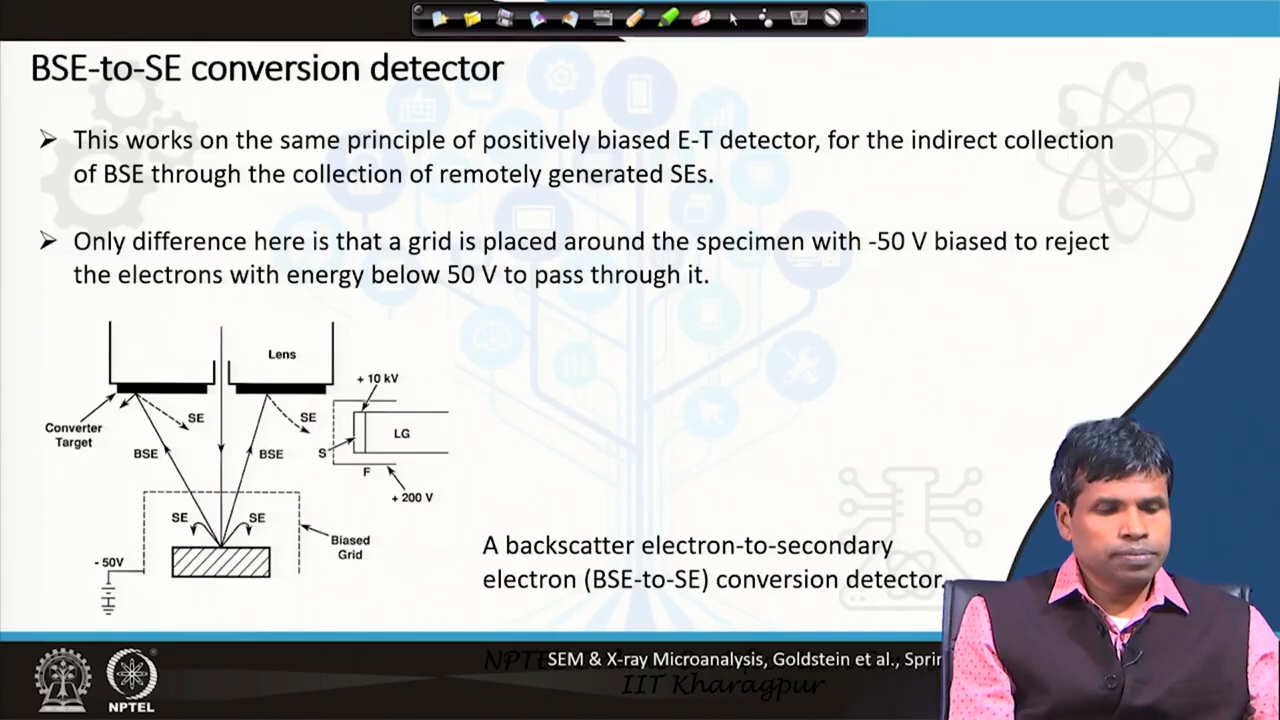 BSE-to-SE conversion detector
This works on the same principle of positively biased E-T detector, for the indirect collection
of BSE through the collection of remotely generated SEs.
Only difference here is that a grid is placed around the specimen with -50 V biased to reject
the electrons with energy below 50 V to pass through it.
Lens
+ 10 kV
SE
SE
Converter
Target
LG
BSE
BSE
S
F
+ 200 V
SE
SE
Biased
Grid
- 50V
A backscatter electron-to-secondary
electron (BSE-to-SE) conversion detector.
SEM & X-ray Microanalysis, Goldstein et al., Sprin
IIT Kharagpur
NPTEL